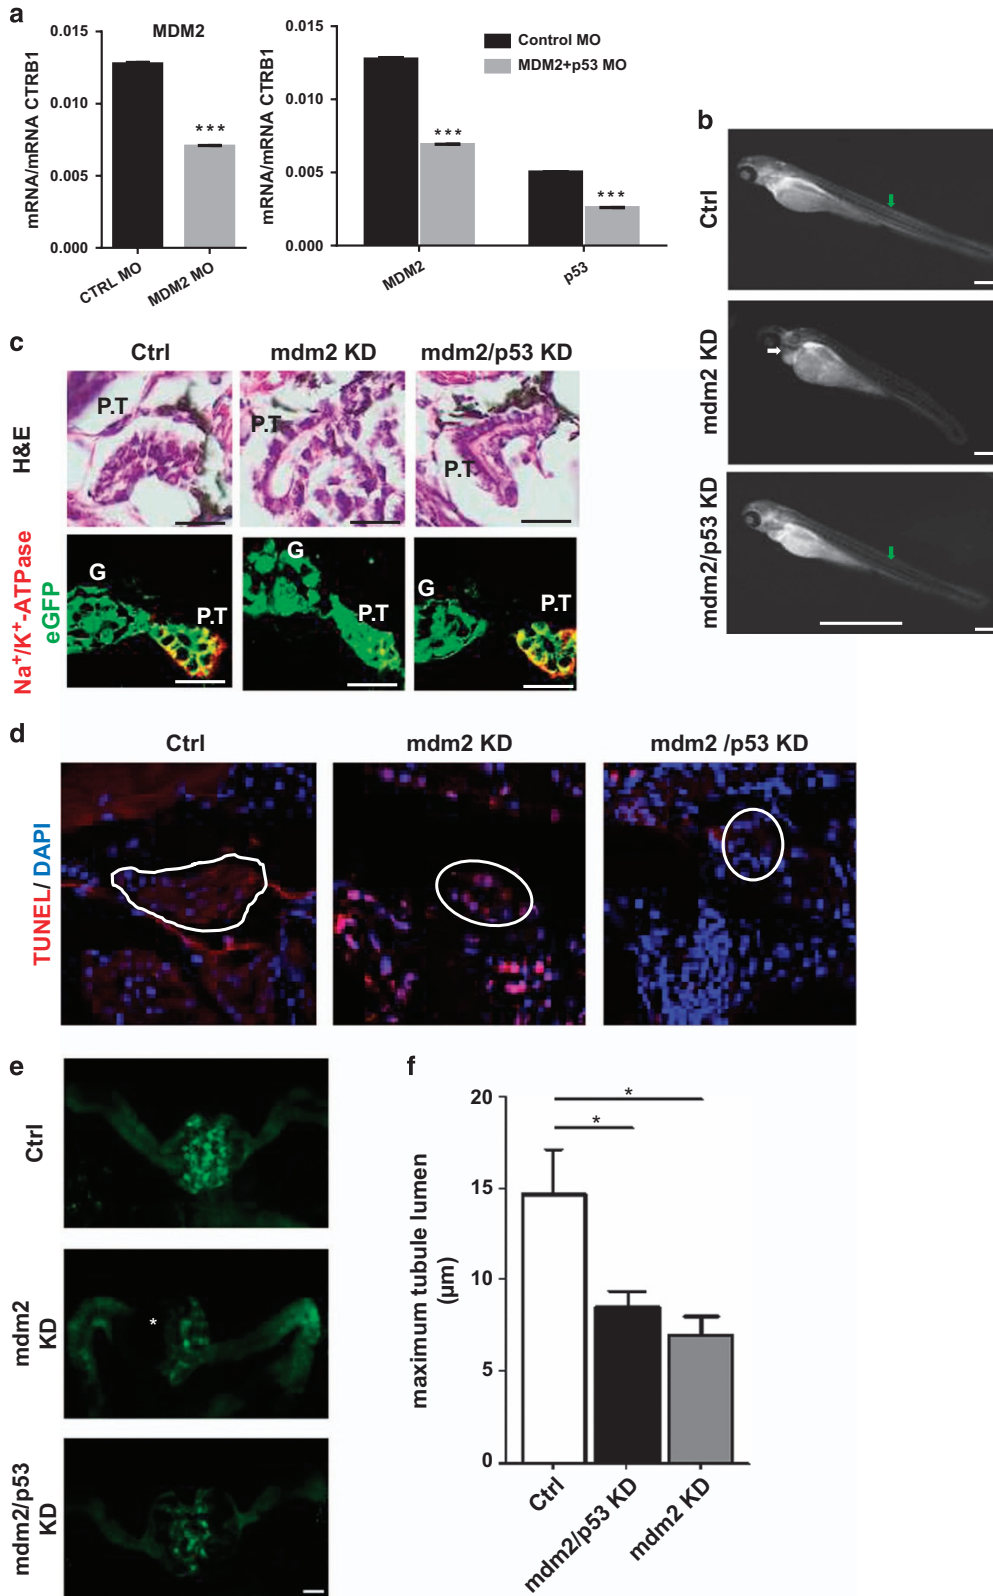 a
MDM2
mRNA/mRNA CTRB1
0.015
0.010
0.005
0.000
***
CTRL MO
MDM2 MO
mRNA/mRNA CTRB1
0.015
0.010
0.005
0.000
Control MO
MDM2+p53 MO
***
***
MDM2
p53
b
Ctrl
mdm2 KD
mdm2/p53 KD
c
Ctrl
mdm2 KD
mdm2/p53 KD
H&E
P.T
P.T
P.T
Na+/K+-ATPase
eGFP
G
P.T
G
P.T
G
P.T
d
Ctrl
mdm2 KD
mdm2 /p53 KD
TUNEL/ DAPI
e
Ctrl
mdm2
KD
*
mdm2/p53
KD
f
maximum tubule lumen
(µm)
20
15
10
5
0
*
*
Ctrl
mdm2/p53 KD
mdm2 KD